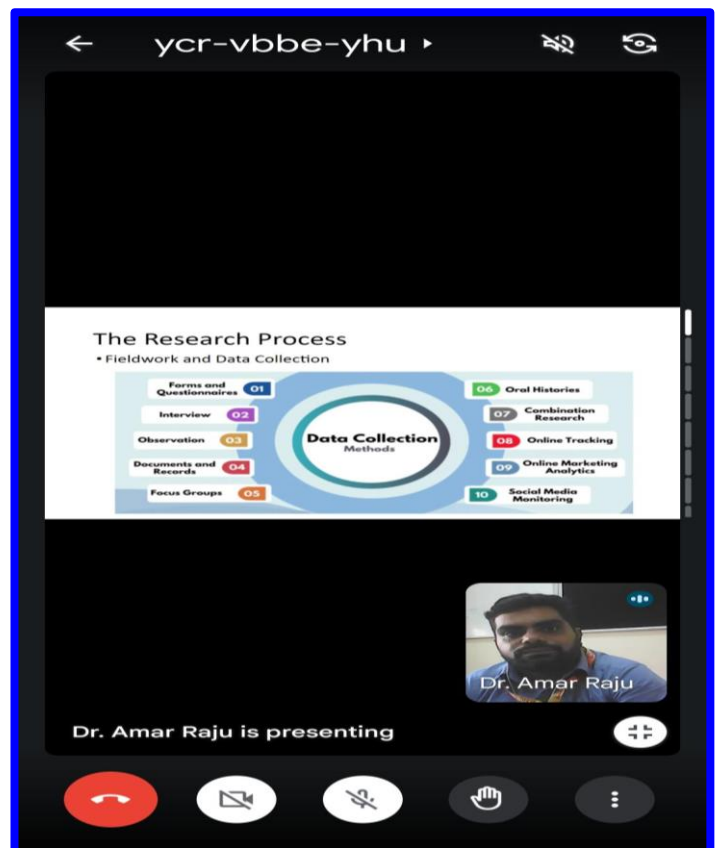 ycr-vbbe-yhu
The Research Process
• Fieldwork and Data Collection
Forms and
Questionnaires 01
Interview 02
Observation 03
Documents and
Records 04
Focus Groups 05
Data Collection
Methods
06 Oral Histories
07 Combination
Research
08 Online Tracking
09 Online Marketing
Analytics
10 Social Media
Monitoring
Dr. Amar Raju
Dr. Amar Raju is presenting